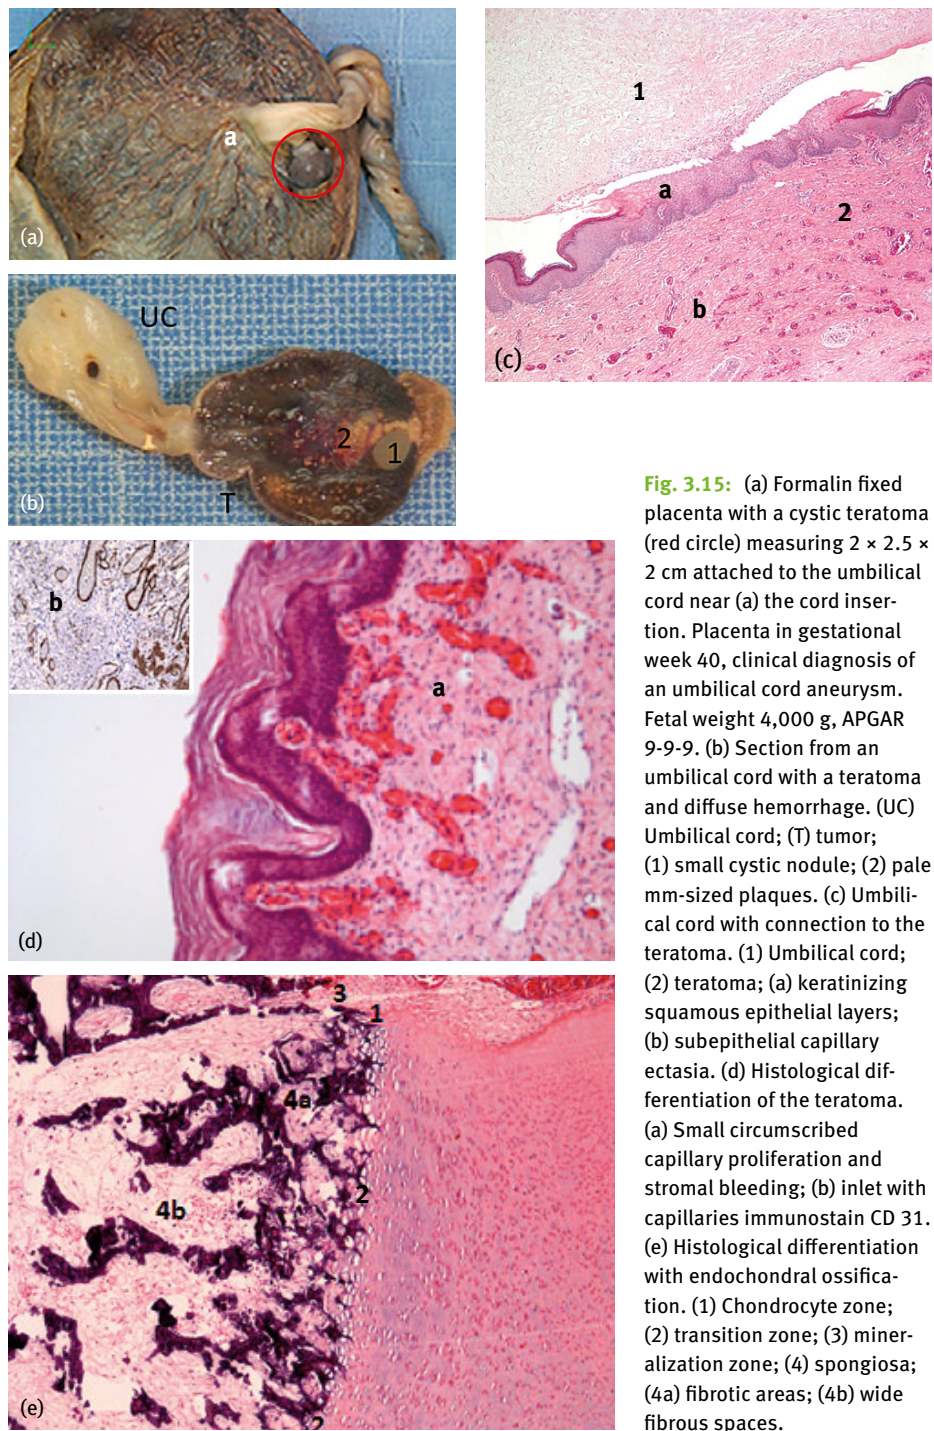 a
(a)
UC
2
1
T
(b)
1
a
2
b
(c)
b
a
(d)
3
1
4a
2
4b
2
(e)
Fig. 3.15: (a) Formalin fixed
placenta with a cystic teratoma
(red circle) measuring 2 × 2.5 ×
2 cm attached to the umbilical
cord near (a) the cord inser-
tion. Placenta in gestational
week 40, clinical diagnosis of
an umbilical cord aneurysm.
Fetal weight 4,000 g, APGAR
9-9-9. (b) Section from an
umbilical cord with a teratoma
and diffuse hemorrhage. (UC)
Umbilical cord; (T) tumor;
(1) small cystic nodule; (2) pale
mm-sized plaques. (c) Umbili-
cal cord with connection to the
teratoma. (1) Umbilical cord;
(2) teratoma; (a) keratinizing
squamous epithelial layers;
(b) subepithelial capillary
ectasia. (d) Histological dif-
ferentiation of the teratoma.
(a) Small circumscribed
capillary proliferation and
stromal bleeding; (b) inlet with
capillaries immunostain CD 31.
(e) Histological differentiation
with endochondral ossifica-
tion. (1) Chondrocyte zone;
(2) transition zone; (3) miner-
alization zone; (4) spongiosa;
(4a) fibrotic areas; (4b) wide
fibrous spaces.